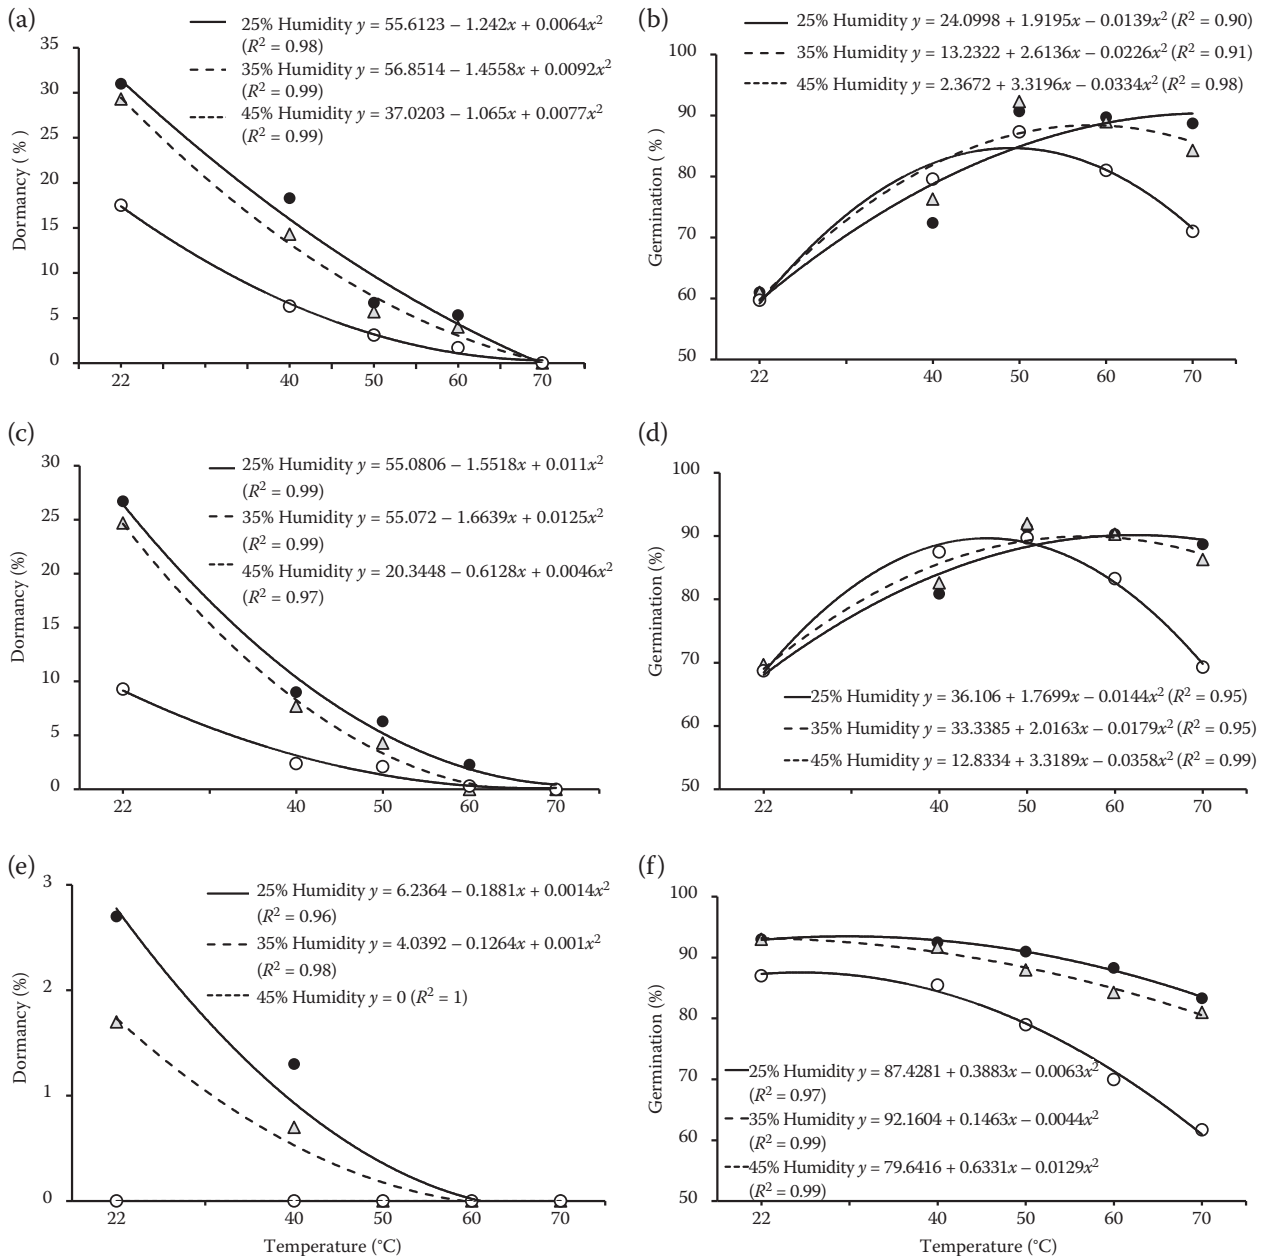 (a)
25% Humidity y = 55.6123 – 1.242x + 0.0064x²
(R² = 0.98)
35% Humidity y = 56.8514 – 1.4558x + 0.0092x²
(R² = 0.99)
45% Humidity y = 37.0203 – 1.065x + 0.0077x²
(R² = 0.99)
Dormancy ( %)
35
30
25
20
15
10
5
0
22 40 50 60 70
(b)
25% Humidity y = 24.0998 + 1.9195x – 0.0139x² (R² = 0.90)
35% Humidity y = 13.2322 + 2.6136x – 0.0226x² (R² = 0.91)
45% Humidity y = 2.3672 + 3.3196x – 0.0334x² (R² = 0.98)
Germination ( % )
100
90
80
70
60
50
22 40 50 60 70
(c)
25% Humidity y = 55.0806 – 1.5518x + 0.011x²
(R² = 0.99)
35% Humidity y = 55.072 – 1.6639x + 0.0125x²
(R² = 0.99)
45% Humidity y = 20.3448 – 0.6128x + 0.0046x²
(R² = 0.97)
Dormancy (%)
30
25
20
15
10
5
0
22 40 50 60 70
(d)
Germination (%)
100
90
80
70
60
50
25% Humidity y = 36.106 + 1.7699x – 0.0144x² (R² = 0.95)
35% Humidity y = 33.3385 + 2.0163x – 0.0179x² (R² = 0.95)
45% Humidity y = 12.8334 + 3.3189x – 0.0358x² (R² = 0.99)
22 40 50 60 70
(e)
25% Humidity y = 6.2364 – 0.1881x + 0.0014x²
(R² = 0.96)
35% Humidity y = 4.0392 – 0.1264x + 0.001x²
(R² = 0.98)
45% Humidity y = 0 (R² = 1)
Dormancy (%)
3
2
1
0
22 40 50 60 70
Temperature (°C)
(f)
Germination (%)
100
90
80
70
60
50
25% Humidity y = 87.4281 + 0.3883x – 0.0063x²
(R² = 0.97)
35% Humidity y = 92.1604 + 0.1463x – 0.0044x²
(R² = 0.99)
45% Humidity y = 79.6416 + 0.6331x – 0.0129x²
(R² = 0.99)
22 40 50 60 70
Temperature (°C)